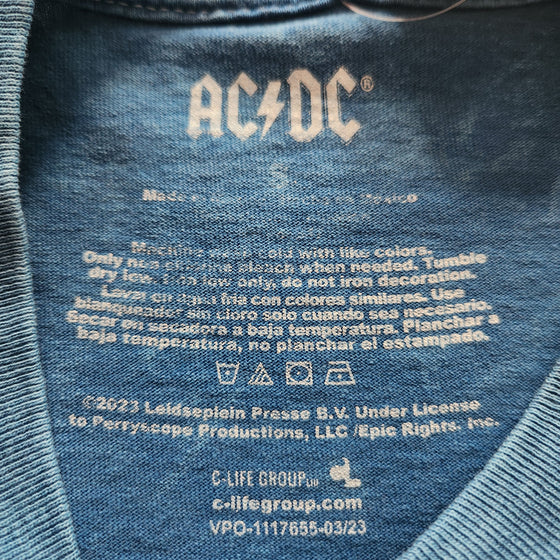 AC⚡DC®
S
Made in Mexico
Machine wash cold with like colors.
Only non chlorine bleach when needed. Tumble
dry low. Iron low only, do not iron decoration.
Lavar en agua fria con colores similares. Use
blanqueador sin cloro solo cuando sea necesario.
Secar en secadora a baja temperatura. Planchar a
baja temperatura, no planchar el estampado.
©2023 Leidseplein Presse B.V. Under License
to Perryscope Productions, LLC /Epic Rights, Inc.
C-LIFE GROUP LTD
c-lifegroup.com
VPO-1117655-03/23